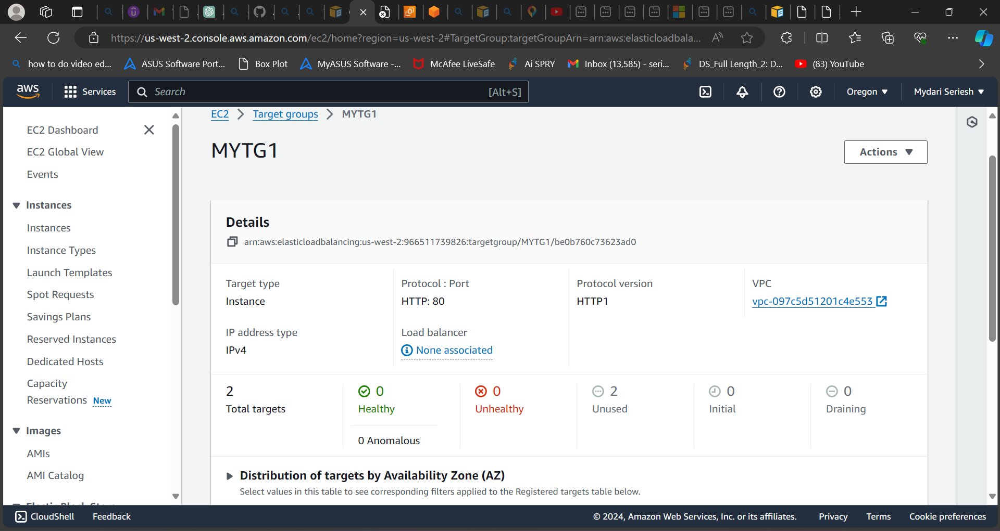 https://us-west-2.console.aws.amazon.com/ec2/home?region=us-west-2#TargetGroup:targetGroupArn=arn:aws:elasticloadbala...
how to do video ed...
ASUS Software Port...
Box Plot
MyASUS Software -...
McAfee LiveSafe
Ai SPRY
Inbox (13,585) - seri...
DS_Full Length_2: D...
(83) YouTube
aws
Services
Search
[Alt+S]
Oregon
Mydari Seriesh
EC2 Dashboard
EC2 Global View
Events
Instances
Instances
Instance Types
Launch Templates
Spot Requests
Savings Plans
Reserved Instances
Dedicated Hosts
Capacity
Reservations New
Images
AMIs
AMI Catalog
Elastic Block Store
EC2 > Target groups > MYTG1
MYTG1
Actions
Details
arn:aws:elasticloadbalancing:us-west-2:966511739826:targetgroup/MYTG1/be0b760c73623ad0
Target type
Instance
Protocol : Port
HTTP: 80
Protocol version
HTTP1
VPC
vpc-097c5d51201c4e553
IP address type
IPv4
Load balancer
None associated
2
Total targets
0
Healthy
0 Anomalous
0
Unhealthy
2
Unused
0
Initial
0
Draining
Distribution of targets by Availability Zone (AZ)
Select values in this table to see corresponding filters applied to the Registered targets table below.
CloudShell
Feedback
© 2024, Amazon Web Services, Inc. or its affiliates.
Privacy
Terms
Cookie preferences